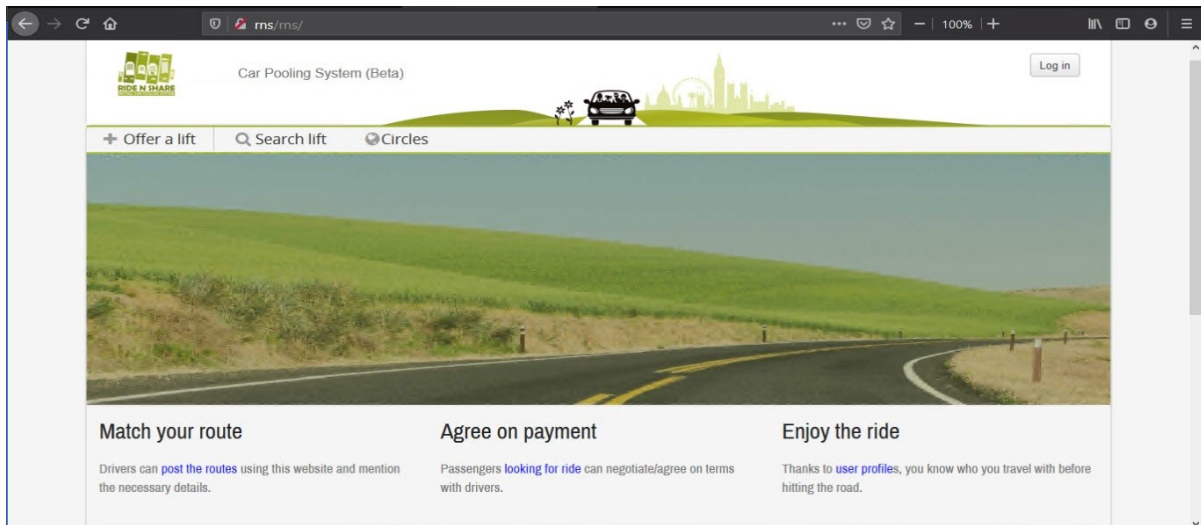 rns/rns/
100%
RIDE N SHARE
Car Pooling System (Beta)
Log in
Offer a lift
Search lift
Circles
Match your route
Agree on payment
Enjoy the ride
Drivers can post the routes using this website and mention
the necessary details.
Passengers looking for ride can negotiate/agree on terms
with drivers.
Thanks to user profiles, you know who you travel with before
hitting the road.